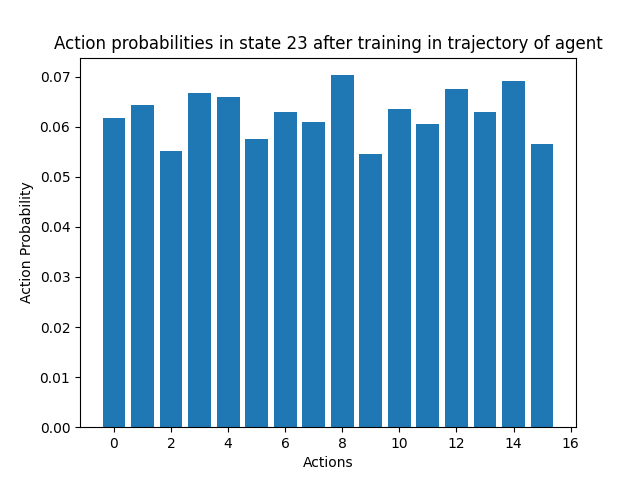 Action probabilities in state 23 after training in trajectory of agent
0.07
0.06
0.05
0.04
0.03
0.02
0.01
0.00
Action Probability
0 2 4 6 8 10 12 14 16
Actions